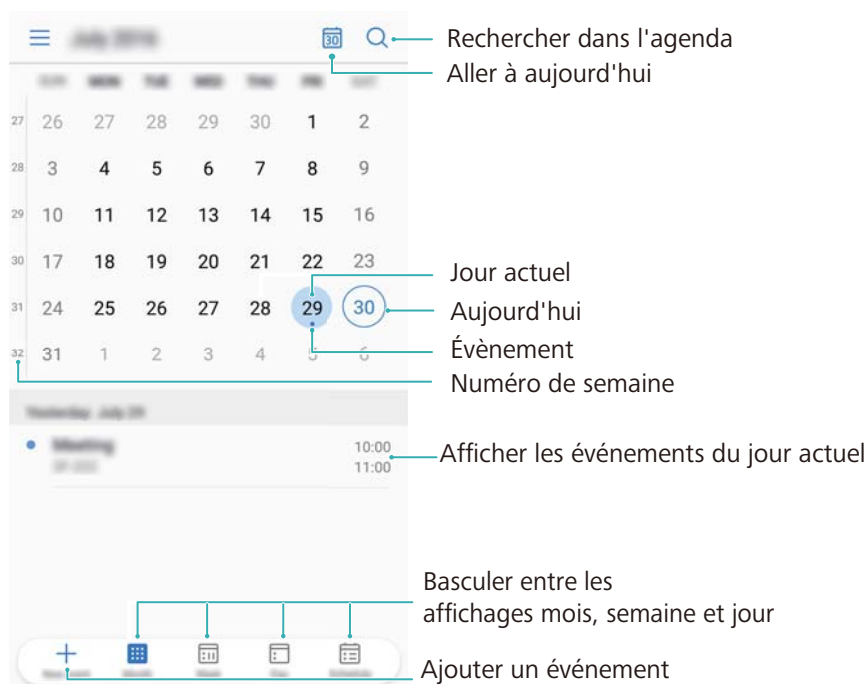 30
Rechercher dans l'agenda
Aller à aujourd'hui
27 26 27 28 29 30 1 2
28 3 4 5 6 7 8 9
29 10 11 12 13 14 15 16
30 17 18 19 20 21 22 23
31 24 25 26 27 28 29 30
32 31 1 2 3 4 5 6
Jour actuel
Aujourd'hui
Évènement
Numéro de semaine
Yesterday July 29
Meeting
10:00
11:00
Afficher les événements du jour actuel
Basculer entre les
affichages mois, semaine et jour
Ajouter un événement